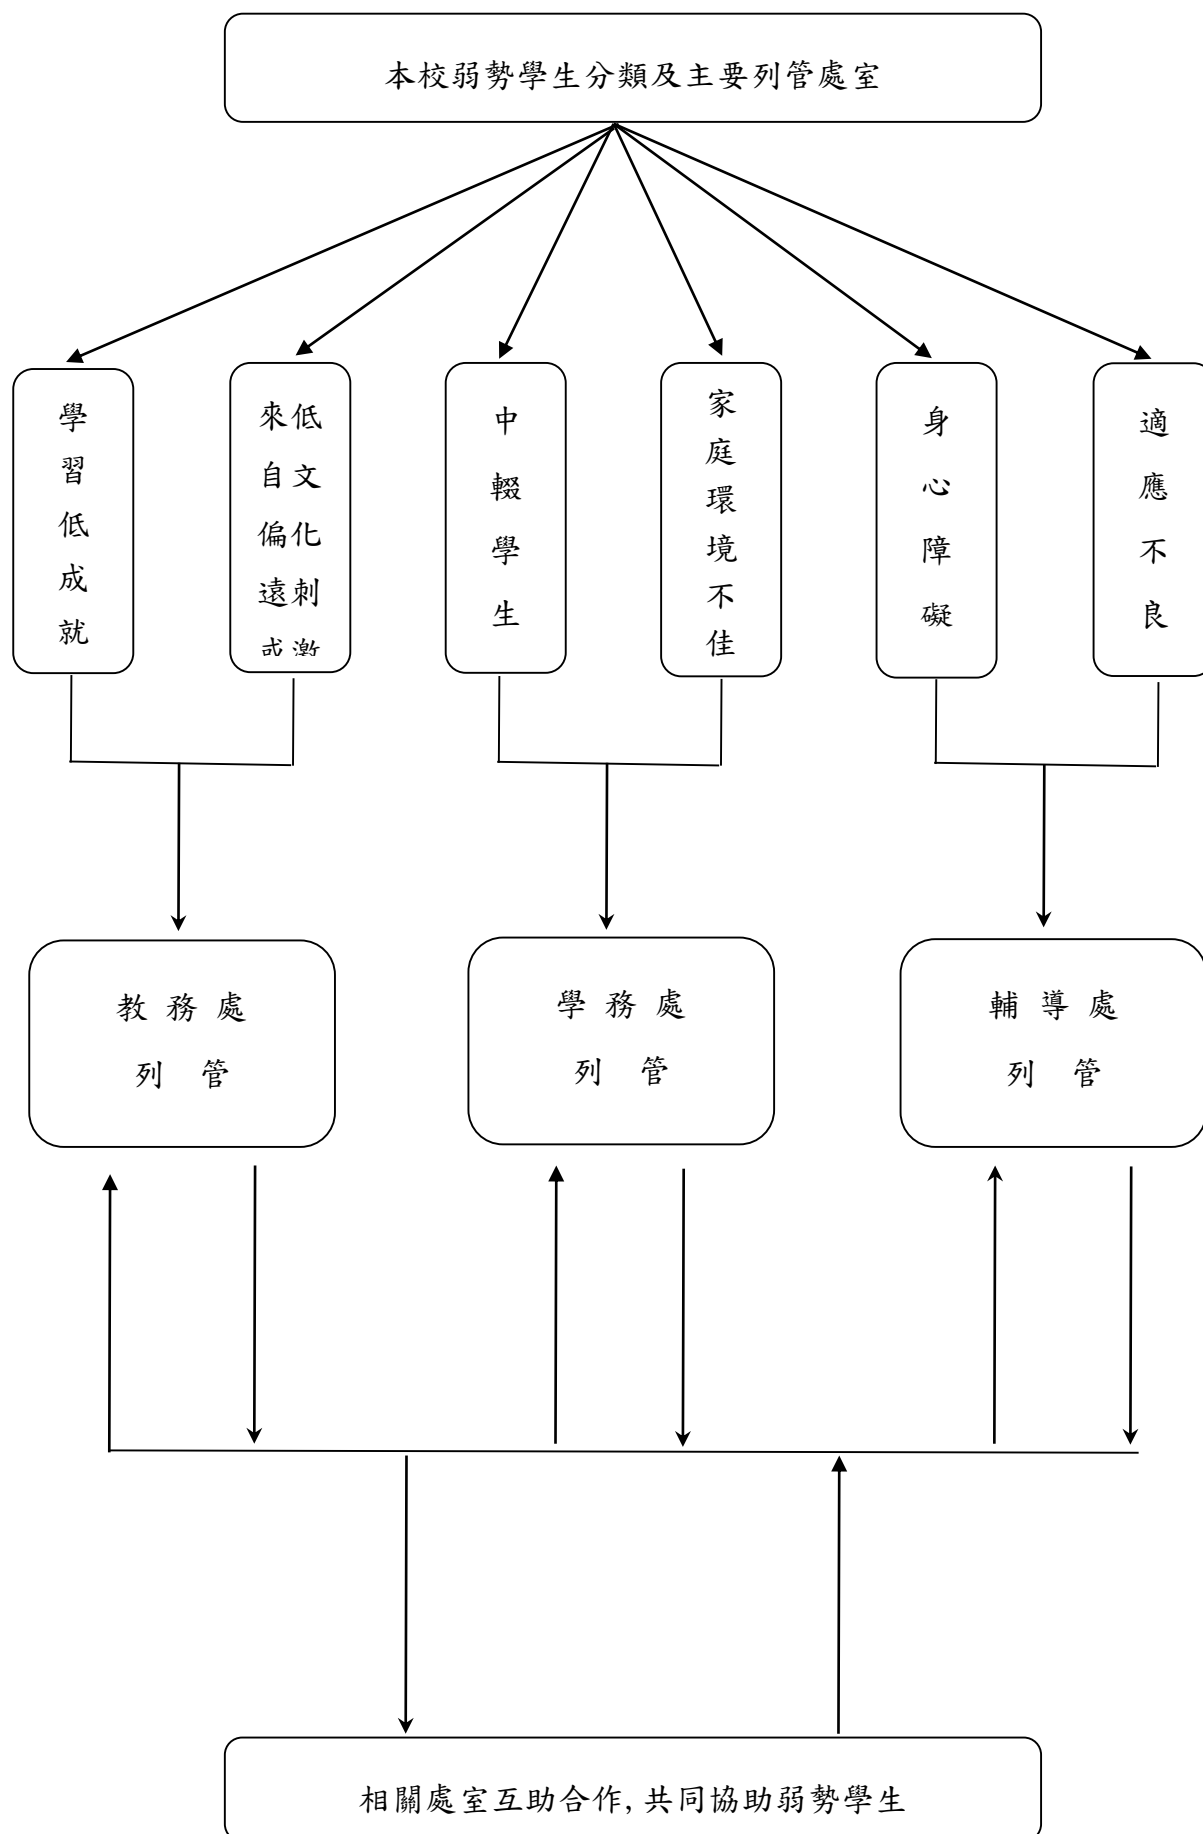 本校弱勢學生分類及主要列管處室
學習低成就
來自偏遠或
低文化刺激
中輟學生
家庭環境不佳
身心障礙
適應不良
教務處
列管
學務處
列管
輔導處
列管
相關處室互助合作,共同協助弱勢學生